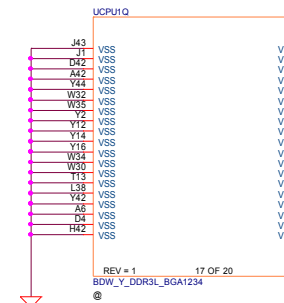 UCPU1Q
J43 VSS V
J1 VSS V
D42 VSS V
A42 VSS V
Y44 VSS V
W32 VSS V
W35 VSS V
Y2 VSS V
Y12 VSS V
Y14 VSS V
Y16 VSS V
W34 VSS V
W30 VSS V
T13 VSS V
L38 VSS V
Y42 VSS V
A6 VSS V
D4 VSS V
H42 VSS V
REV = 1 17 OF 20
BDW_Y_DDR3L_BGA1234
@